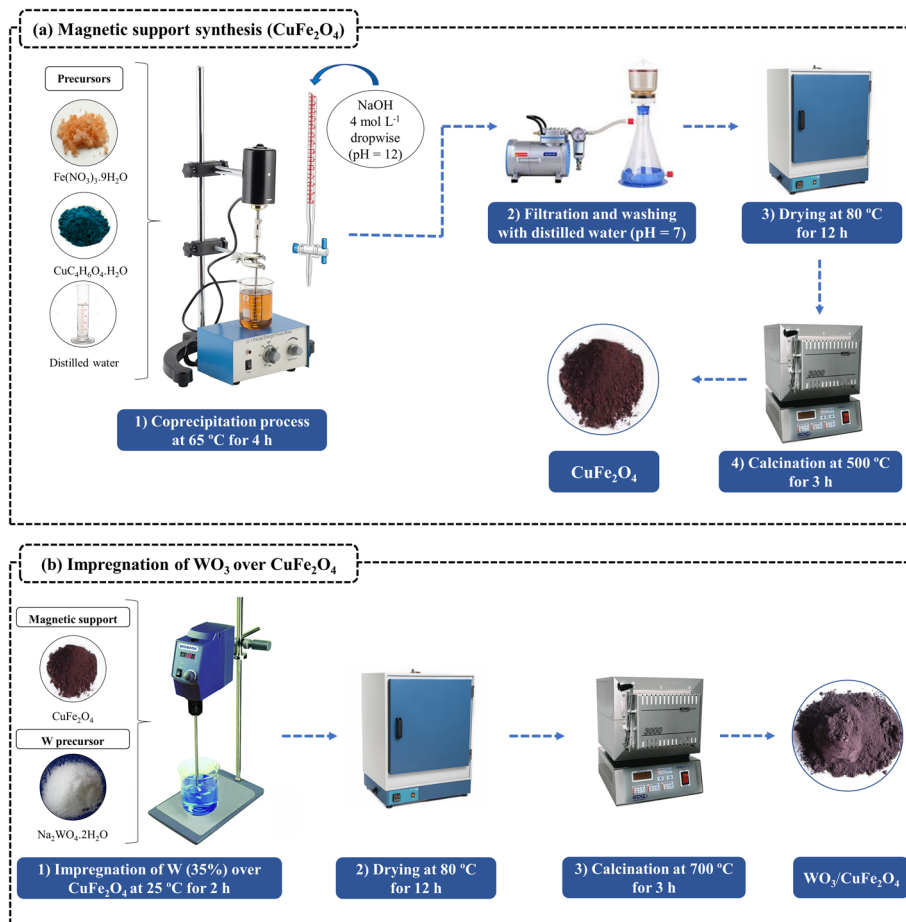 (a) Magnetic support synthesis (CuFe₂O₄)
Precursors
Fe(NO₃)₃.9H₂O
CuC₄H₆O₄.H₂O
Distilled water
NaOH
4 mol L⁻¹
dropwise
(pH = 12)
1) Coprecipitation process
at 65 ºC for 4 h
2) Filtration and washing
with distilled water (pH = 7)
3) Drying at 80 ºC
for 12 h
3000
4) Calcination at 500 ºC
for 3 h
CuFe₂O₄
(b) Impregnation of WO₃ over CuFe₂O₄
Magnetic support
CuFe₂O₄
W precursor
Na₂WO₄.2H₂O
1) Impregnation of W (35%) over
CuFe₂O₄ at 25 ºC for 2 h
2) Drying at 80 ºC
for 12 h
3000
3) Calcination at 700 ºC
for 3 h
WO₃/CuFe₂O₄